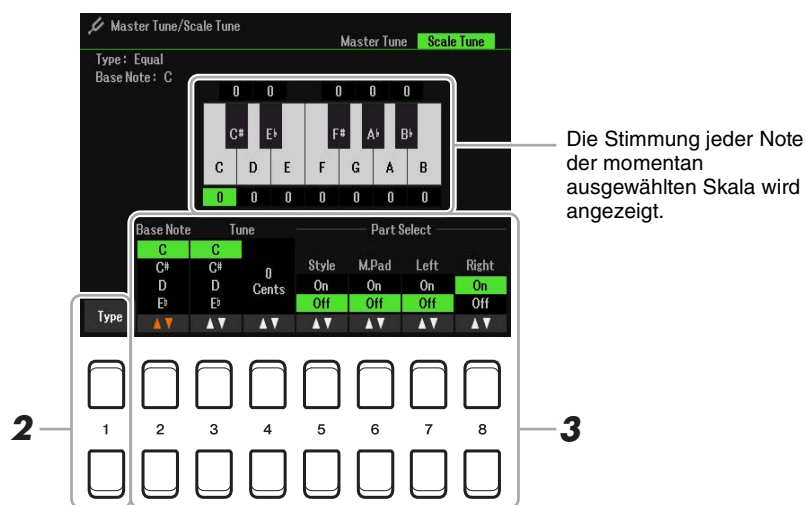 Master Tune/Scale Tune
Master Tune Scale Tune
Type: Equal
Base Note: C
0 0 0 0 0
C# E♭ F# A♭ B♭
C D E F G A B
0 0 0 0 0 0 0
Die Stimmung jeder Note
der momentan
ausgewählten Skala wird
angezeigt.
Base Note Tune Part Select
C C
C# C# 0 Style M.Pad Left Right
D D Cents On On On On
E♭ E♭ Off Off Off Off
Type ▲▼ ▲▼ ▲▼ ▲▼ ▲▼ ▲▼ ▲▼
2 1 2 3 4 5 6 7 8 3